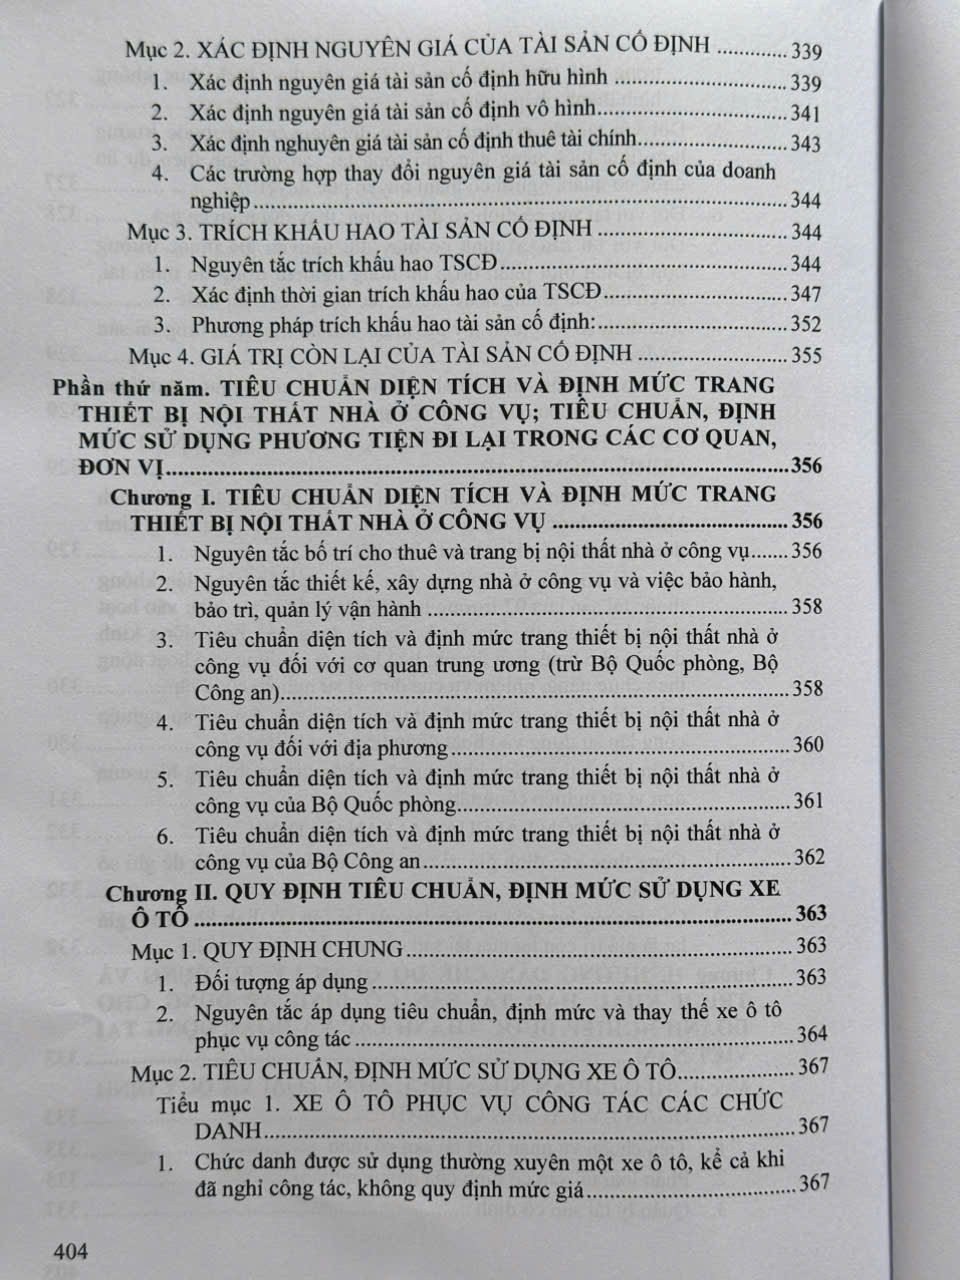 Mục 2. XÁC ĐỊNH NGUYÊN GIÁ CỦA TÀI SẢN CỐ ĐỊNH ............ 339
1. Xác định nguyên giá tài sản cố định hữu hình ............ 339
2. Xác định nguyên giá tài sản cố định vô hình ............ 341
3. Xác định nghuyên giá tài sản cố định thuê tài chính ............ 343
4. Các trường hợp thay đổi nguyên giá tài sản cố định của doanh
nghiệp ............ 344
Mục 3. TRÍCH KHẤU HAO TÀI SẢN CỐ ĐỊNH ............ 344
1. Nguyên tắc trích khấu hao TSCĐ ............ 344
2. Xác định thời gian trích khấu hao của TSCĐ ............ 347
3. Phương pháp trích khấu hao tài sản cố định: ............ 352
Mục 4. GIÁ TRỊ CÒN LẠI CỦA TÀI SẢN CỐ ĐỊNH ............ 355
Phần thứ năm. TIÊU CHUẨN DIỆN TÍCH VÀ ĐỊNH MỨC TRANG
THIẾT BỊ NỘI THẤT NHÀ Ở CÔNG VỤ; TIÊU CHUẨN, ĐỊNH
MỨC SỬ DỤNG PHƯƠNG TIỆN ĐI LẠI TRONG CÁC CƠ QUAN,
ĐƠN VỊ ............ 356
Chương I. TIÊU CHUẨN DIỆN TÍCH VÀ ĐỊNH MỨC TRANG
THIẾT BỊ NỘI THẤT NHÀ Ở CÔNG VỤ ............ 356
1. Nguyên tắc bố trí cho thuê và trang bị nội thất nhà ở công vụ ...... 356
2. Nguyên tắc thiết kế, xây dựng nhà ở công vụ và việc bảo hành,
bảo trì, quản lý vận hành ............ 358
3. Tiêu chuẩn diện tích và định mức trang thiết bị nội thất nhà ở
công vụ đối với cơ quan trung ương (trừ Bộ Quốc phòng, Bộ
Công an) ............ 358
4. Tiêu chuẩn diện tích và định mức trang thiết bị nội thất nhà ở
công vụ đối với địa phương ............ 360
5. Tiêu chuẩn diện tích và định mức trang thiết bị nội thất nhà ở
công vụ của Bộ Quốc phòng ............ 361
6. Tiêu chuẩn diện tích và định mức trang thiết bị nội thất nhà ở
công vụ của Bộ Công an ............ 362
Chương II. QUY ĐỊNH TIÊU CHUẨN, ĐỊNH MỨC SỬ DỤNG XE
Ô TÔ ............ 363
Mục 1. QUY ĐỊNH CHUNG ............ 363
1. Đối tượng áp dụng ............ 363
2. Nguyên tắc áp dụng tiêu chuẩn, định mức và thay thế xe ô tô
phục vụ công tác ............ 364
Mục 2. TIÊU CHUẨN, ĐỊNH MỨC SỬ DỤNG XE Ô TÔ ............ 367
Tiểu mục 1. XE Ô TÔ PHỤC VỤ CÔNG TÁC CÁC CHỨC
DANH ............ 367
1. Chức danh được sử dụng thường xuyên một xe ô tô, kể cả khi
đã nghỉ công tác, không quy định mức giá ............ 367
404